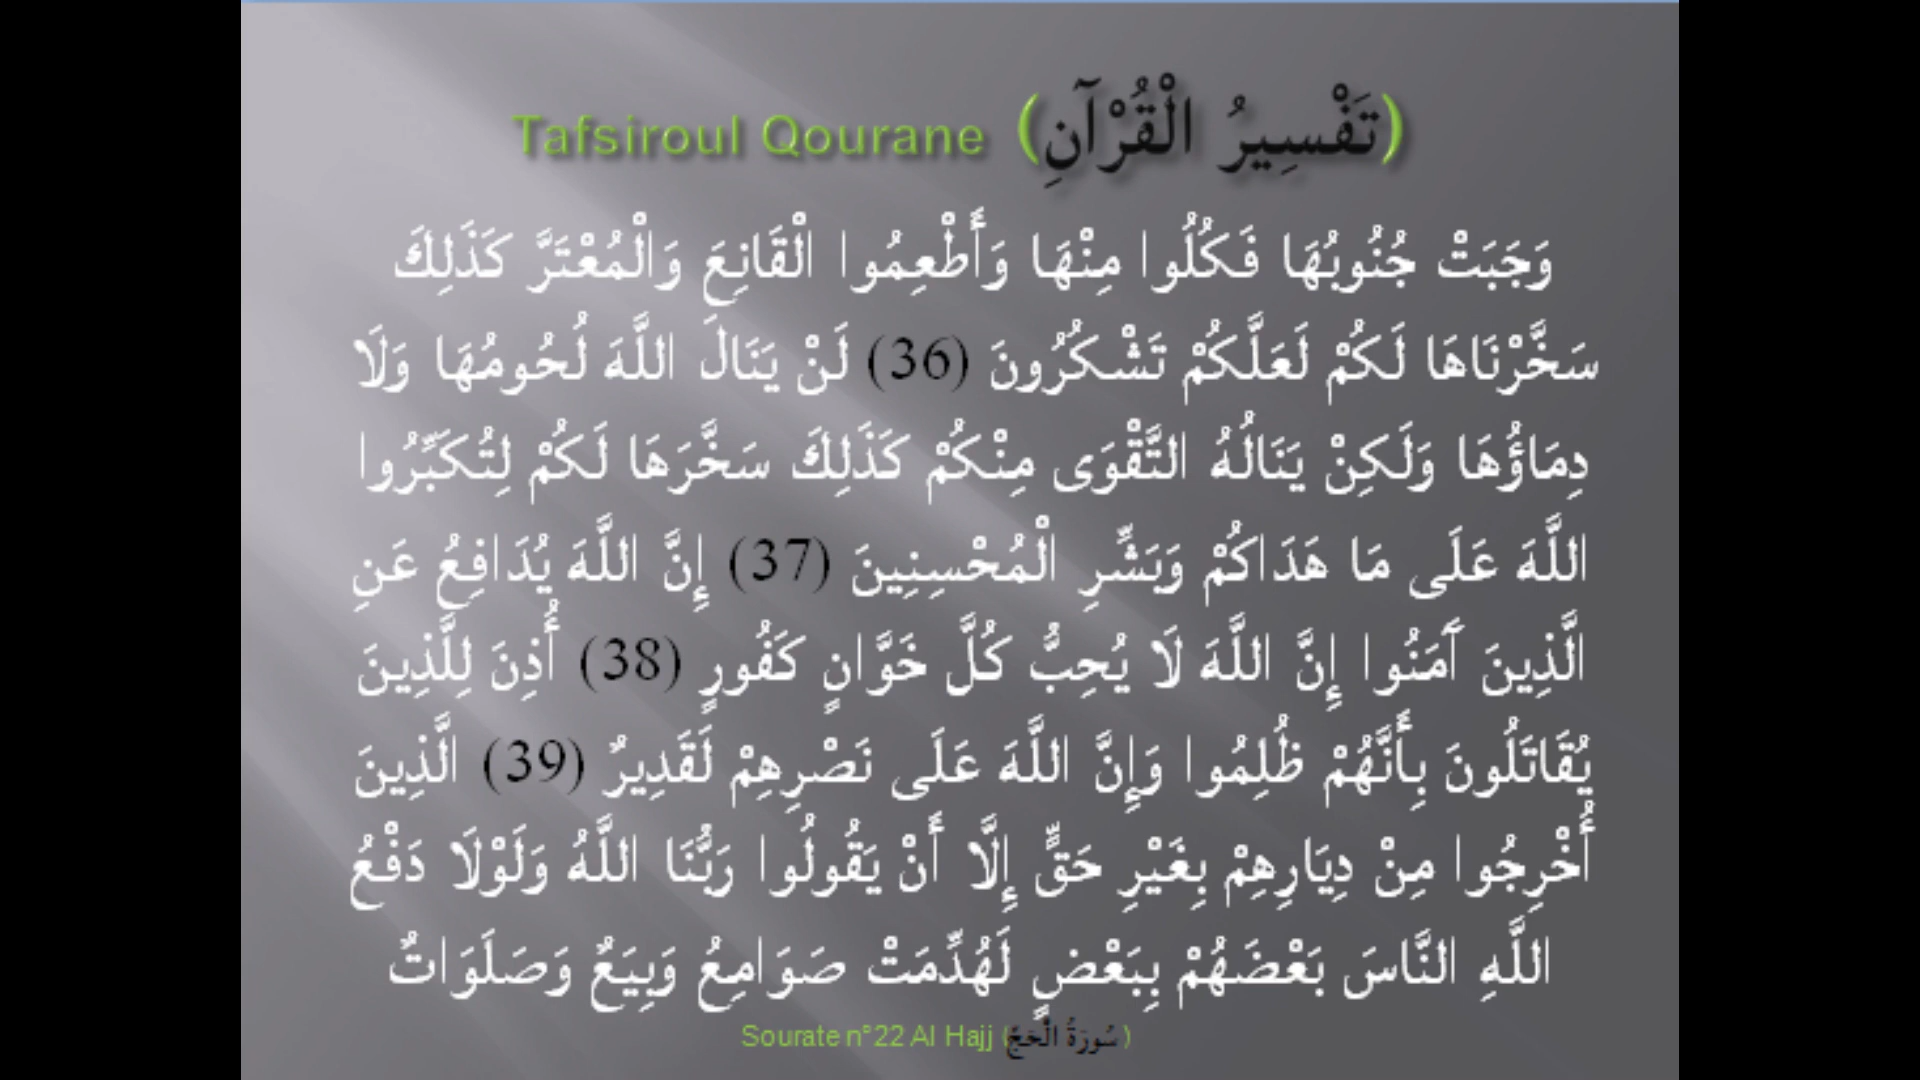 Tafsiroul Qourane (تَفْسِيرُ الْقُرْآنِ)
وَجَبَتْ جُنُوبُهَا فَكُلُوا مِنْهَا وَأَطْعِمُوا الْقَانِعَ وَالْمُعْتَرَّ كَذَلِكَ
سَخَّرْنَاهَا لَكُمْ لَعَلَّكُمْ تَشْكُرُونَ (36) لَنْ يَنَالَ اللَّهَ لُحُومُهَا وَلَا
دِمَاؤُهَا وَلَكِنْ يَنَالُهُ التَّقْوَى مِنْكُمْ كَذَلِكَ سَخَّرَهَا لَكُمْ لِتُكَبِّرُوا
اللَّهَ عَلَى مَا هَدَاكُمْ وَبَشِّرِ الْمُحْسِنِينَ (37) إِنَّ اللَّهَ يُدَافِعُ عَنِ
الَّذِينَ آَمَنُوا إِنَّ اللَّهَ لَا يُحِبُّ كُلَّ خَوَّانٍ كَفُورٍ (38) أُذِنَ لِلَّذِينَ
يُقَاتَلُونَ بِأَنَّهُمْ ظُلِمُوا وَإِنَّ اللَّهَ عَلَى نَصْرِهِمْ لَقَدِيرٌ (39) الَّذِينَ
أُخْرِجُوا مِنْ دِيَارِهِمْ بِغَيْرِ حَقٍّ إِلَّا أَنْ يَقُولُوا رَبُّنَا اللَّهُ وَلَوْلَا دَفْعُ
اللَّهِ النَّاسَ بَعْضَهُمْ بِبَعْضٍ لَهُدِّمَتْ صَوَامِعُ وَبِيَعٌ وَصَلَوَاتٌ
Sourate n°22 Al Hajj (سُورَةُ الْحَجِّ)